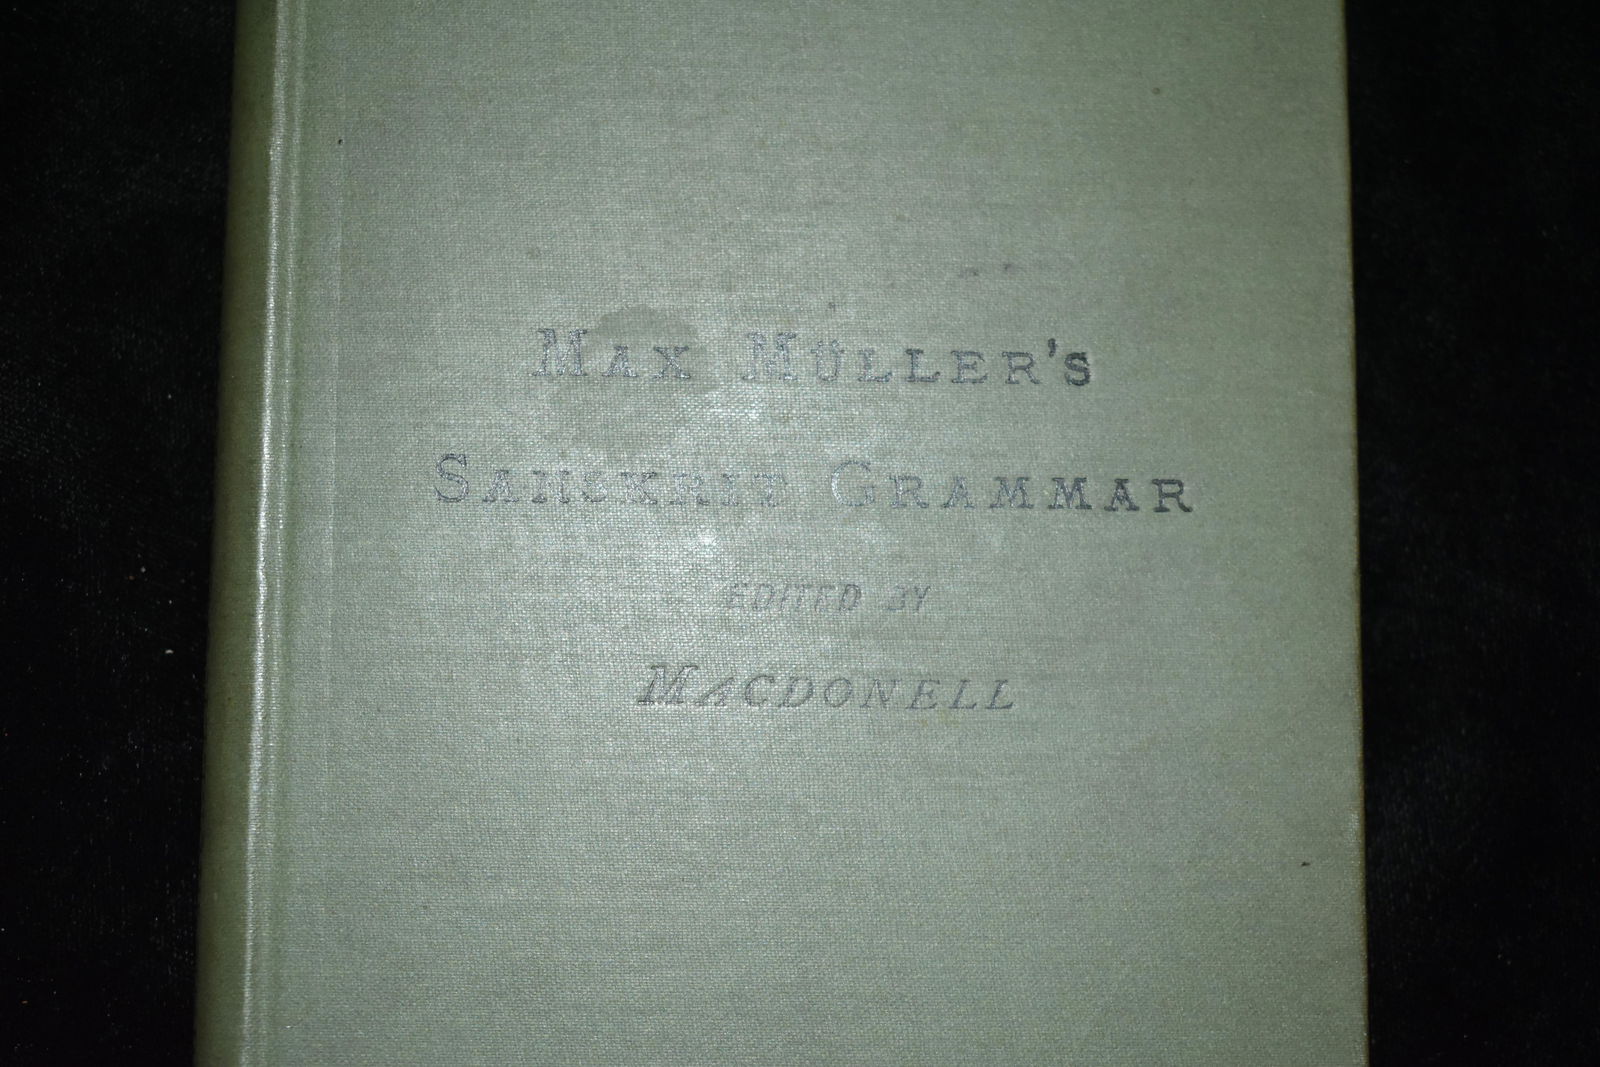 MAX MÜLLER'S
SANSKRIT GRAMMAR
EDITED BY
MACDONELL